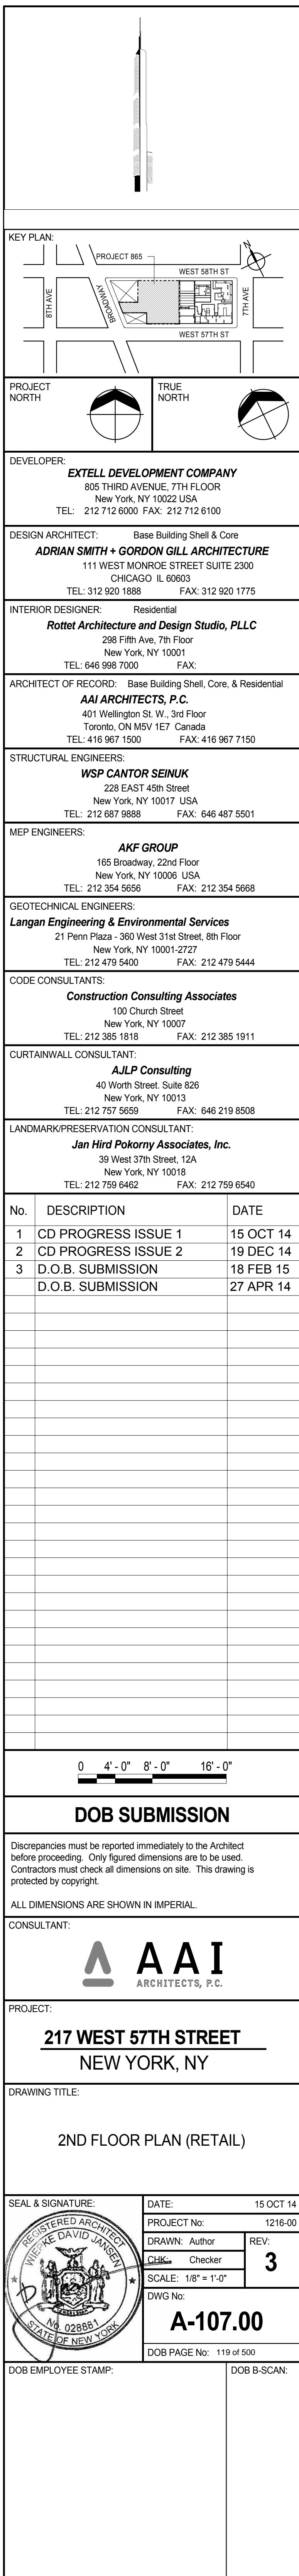 KEY PLAN:
N
PROJECT 865
WEST 58TH ST
8TH AVE
BROADWAY
7TH AVE
WEST 57TH ST
PROJECT
NORTH
TRUE
NORTH
DEVELOPER:
EXTELL DEVELOPMENT COMPANY
805 THIRD AVENUE, 7TH FLOOR
New York, NY 10022 USA
TEL: 212 712 6000 FAX: 212 712 6100
DESIGN ARCHITECT: Base Building Shell & Core
ADRIAN SMITH + GORDON GILL ARCHITECTURE
111 WEST MONROE STREET SUITE 2300
CHICAGO IL 60603
TEL: 312 920 1888 FAX: 312 920 1775
INTERIOR DESIGNER: Residential
Rottet Architecture and Design Studio, PLLC
298 Fifth Ave, 7th Floor
New York, NY 10001
TEL: 646 998 7000 FAX:
ARCHITECT OF RECORD: Base Building Shell, Core, & Residential
AAI ARCHITECTS, P.C.
401 Wellington St. W., 3rd Floor
Toronto, ON M5V 1E7 Canada
TEL: 416 967 1500 FAX: 416 967 7150
STRUCTURAL ENGINEERS:
WSP CANTOR SEINUK
228 EAST 45th Street
New York, NY 10017 USA
TEL: 212 687 9888 FAX: 646 487 5501
MEP ENGINEERS:
AKF GROUP
165 Broadway, 22nd Floor
New York, NY 10006 USA
TEL: 212 354 5656 FAX: 212 354 5668
GEOTECHNICAL ENGINEERS:
Langan Engineering & Environmental Services
21 Penn Plaza - 360 West 31st Street, 8th Floor
New York, NY 10001-2727
TEL: 212 479 5400 FAX: 212 479 5444
CODE CONSULTANTS:
Construction Consulting Associates
100 Church Street
New York, NY 10007
TEL: 212 385 1818 FAX: 212 385 1911
CURTAINWALL CONSULTANT:
AJLP Consulting
40 Worth Street. Suite 826
New York, NY 10013
TEL: 212 757 5659 FAX: 646 219 8508
LANDMARK/PRESERVATION CONSULTANT:
Jan Hird Pokorny Associates, Inc.
39 West 37th Street, 12A
New York, NY 10018
TEL: 212 759 6462 FAX: 212 759 6540
No. DESCRIPTION DATE
1 CD PROGRESS ISSUE 1 15 OCT 14
2 CD PROGRESS ISSUE 2 19 DEC 14
3 D.O.B. SUBMISSION 18 FEB 15
D.O.B. SUBMISSION 27 APR 14
0 4' - 0" 8' - 0" 16' - 0"
DOB SUBMISSION
Discrepancies must be reported immediately to the Architect
before proceeding. Only figured dimensions are to be used.
Contractors must check all dimensions on site. This drawing is
protected by copyright.
ALL DIMENSIONS ARE SHOWN IN IMPERIAL.
CONSULTANT:
AAI
ARCHITECTS, P.C.
PROJECT:
217 WEST 57TH STREET
NEW YORK, NY
DRAWING TITLE:
2ND FLOOR PLAN (RETAIL)
SEAL & SIGNATURE:
REGISTERED ARCHITECT
WIEPKE DAVID JANSEN
No. 028881
STATE OF NEW YORK
DATE: 15 OCT 14
PROJECT No: 1216-00
DRAWN: Author
REV:
3
CHK: Checker
SCALE: 1/8" = 1'-0"
DWG No:
A-107.00
DOB PAGE No: 119 of 500
DOB EMPLOYEE STAMP:
DOB B-SCAN: